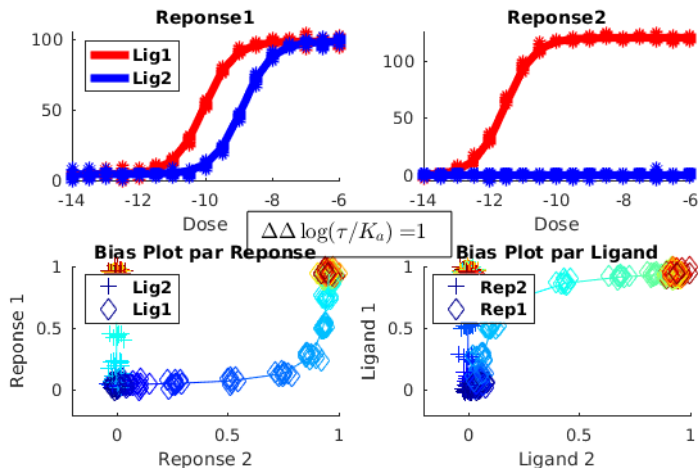 Reponse1
Reponse2
100
50
0
Lig1
Lig2
-14
-12
-10
-8
-6
Dose
100
50
0
-14
-12
-10
-8
-6
Dose
ΔΔ log(τ/Kₐ) =1
Bias Plot par Reponse
Bias Plot par Ligand
Reponse 1
1
0.5
0
Lig2
Lig1
0
0.5
1
Reponse 2
Ligand 1
1
0.5
0
Rep2
Rep1
0
0.5
1
Ligand 2